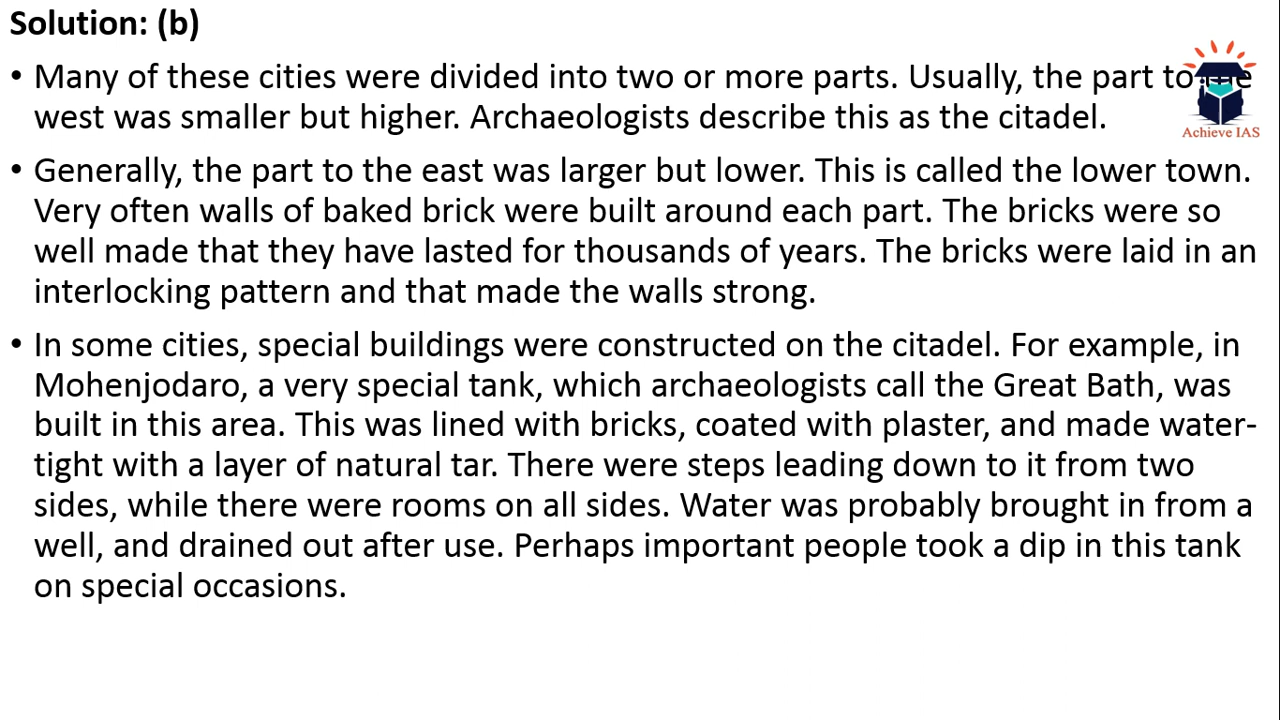 Solution: (b)
• Many of these cities were divided into two or more parts. Usually, the part to the
west was smaller but higher. Archaeologists describe this as the citadel.
Achieve IAS
• Generally, the part to the east was larger but lower. This is called the lower town.
Very often walls of baked brick were built around each part. The bricks were so
well made that they have lasted for thousands of years. The bricks were laid in an
interlocking pattern and that made the walls strong.
• In some cities, special buildings were constructed on the citadel. For example, in
Mohenjodaro, a very special tank, which archaeologists call the Great Bath, was
built in this area. This was lined with bricks, coated with plaster, and made water-
tight with a layer of natural tar. There were steps leading down to it from two
sides, while there were rooms on all sides. Water was probably brought in from a
well, and drained out after use. Perhaps important people took a dip in this tank
on special occasions.